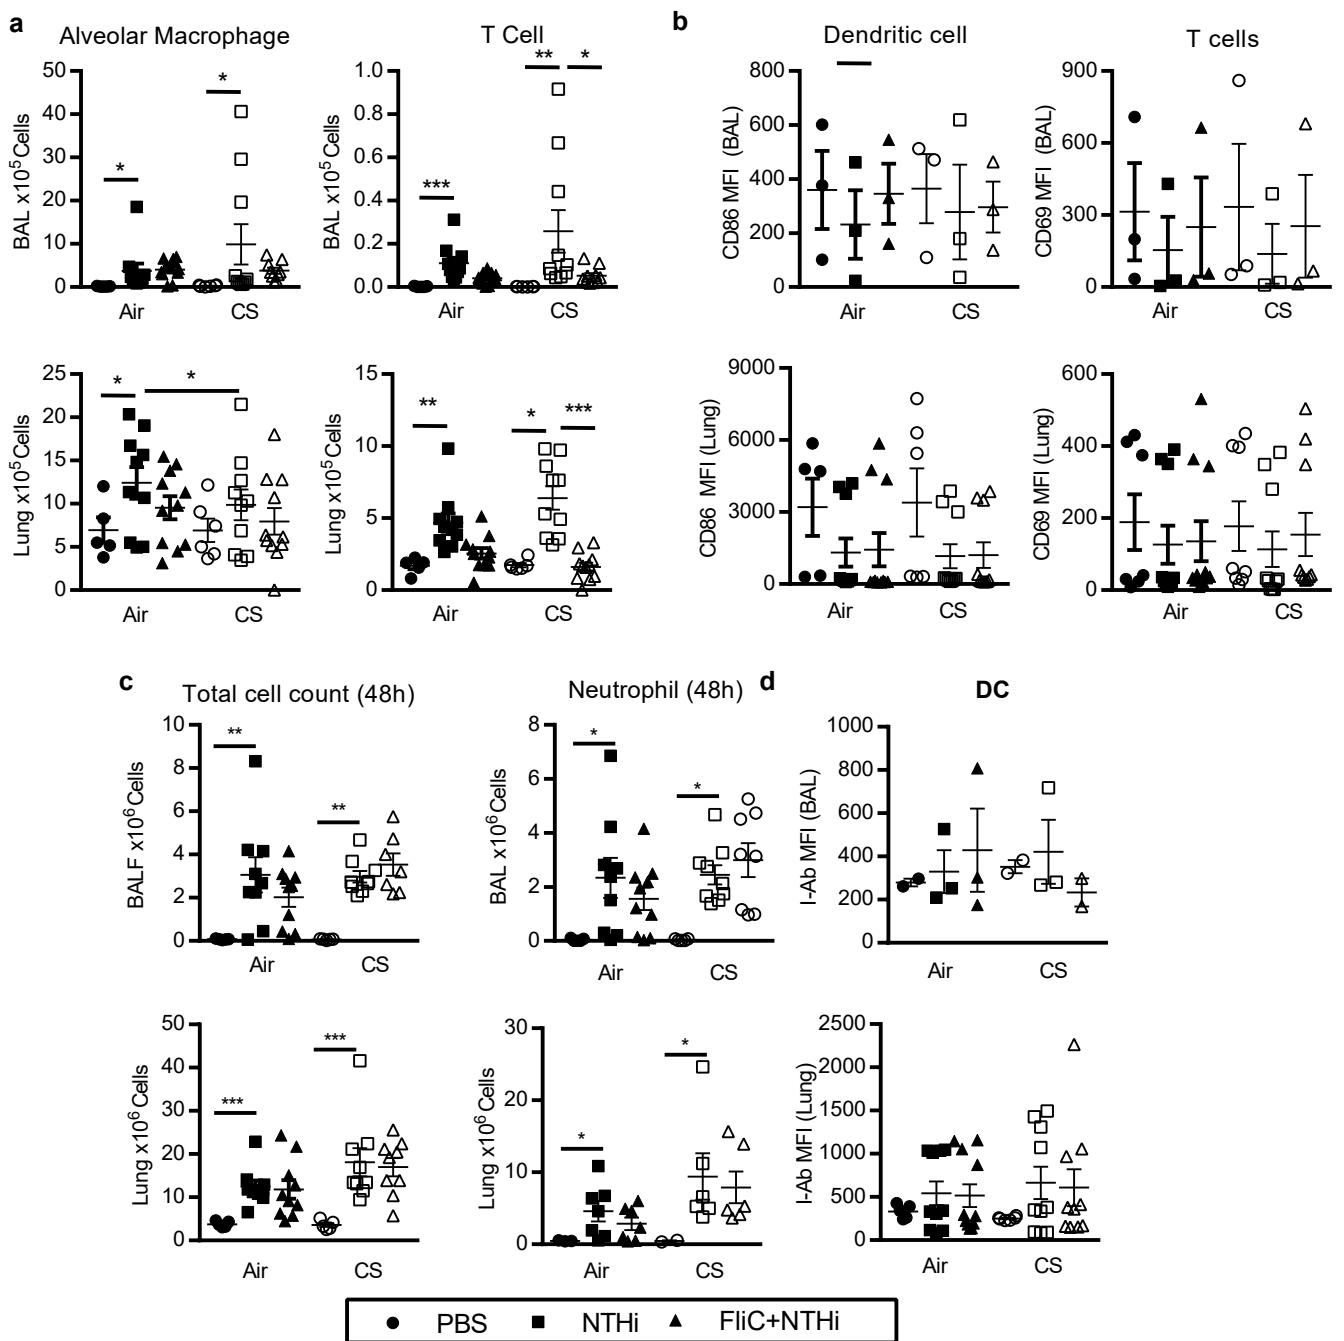 a
b
Alveolar Macrophage
T Cell
Dendritic cell
T cells
BAL x10⁵Cells
50
40
30
20
10
0
*
*
Air
CS
BAL x10⁵Cells
1.0
0.8
0.6
0.4
0.2
0.0
***
**
*
Air
CS
CD86 MFI (BAL)
800
600
400
200
0
Air
CS
CD69 MFI (BAL)
900
600
300
0
Air
CS
Lung x10⁵Cells
25
20
15
10
5
0
*
*
Air
CS
Lung x10⁵Cells
15
10
5
0
**
*
***
Air
CS
CD86 MFI (Lung)
9000
6000
3000
0
Air
CS
CD69 MFI (Lung)
600
400
200
0
Air
CS
c
Total cell count (48h)
Neutrophil (48h)
d
DC
BALF x10⁶Cells
10
8
6
4
2
0
**
**
Air
CS
BAL x10⁶Cells
8
6
4
2
0
*
*
Air
CS
I-Ab MFI (BAL)
1000
800
600
400
200
0
Air
CS
Lung x10⁶Cells
50
40
30
20
10
0
***
***
Air
CS
Lung x10⁶Cells
30
20
10
0
*
*
Air
CS
I-Ab MFI (Lung)
2500
2000
1500
1000
500
0
Air
CS
PBS NTHi FliC+NTHi